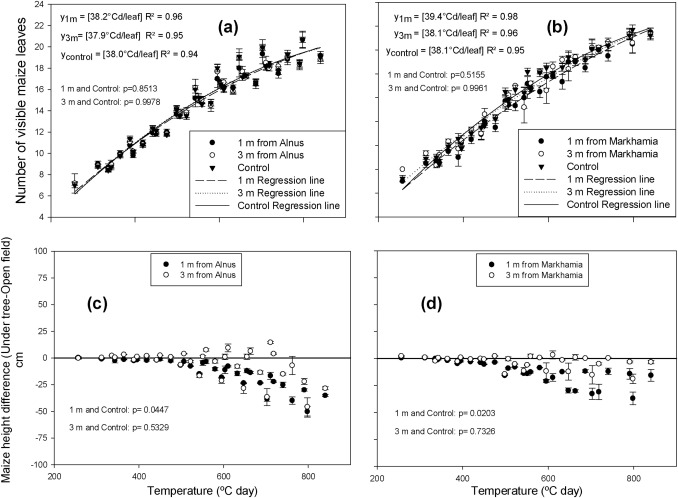 Number of visible maize leaves
24
22
20
18
16
14
12
10
8
6
4
y1m = [38.2°Cd/leaf] R² = 0.96
y3m = [37.9°Cd/leaf] R² = 0.95
ycontrol = [38.0°Cd/leaf] R² = 0.94
(a)
1 m and Control: p=0.8513
3 m and Control: p=0.9978
1 m from Alnus
3 m from Alnus
Control
1 m Regression line
3 m Regression line
Control Regression line
y1m = [39.4°Cd/leaf] R² = 0.98
y3m = [38.1°Cd/leaf] R² = 0.96
ycontrol = [38.1°Cd/leaf] R² = 0.95
(b)
1 m and Control: p=0.5155
3 m and Control: p=0.9961
1 m from Markhamia
3 m from Markhamia
Control
1 m Regression line
3 m Regression line
Control Regression line
Maize height difference (Under tree-Open field)
cm
100
75
50
25
0
-25
-50
-75
-100
1 m from Alnus
3 m from Alnus
(c)
1 m and Control: p= 0.0447
3 m and Control: p= 0.5329
200 400 600 800
Temperature (ºC day)
1 m from Markhamia
3 m from Markhamia
(d)
1 m and Control: p= 0.0203
3 m and Control: p= 0.7326
200 400 600 800
Temperature (ºC day)